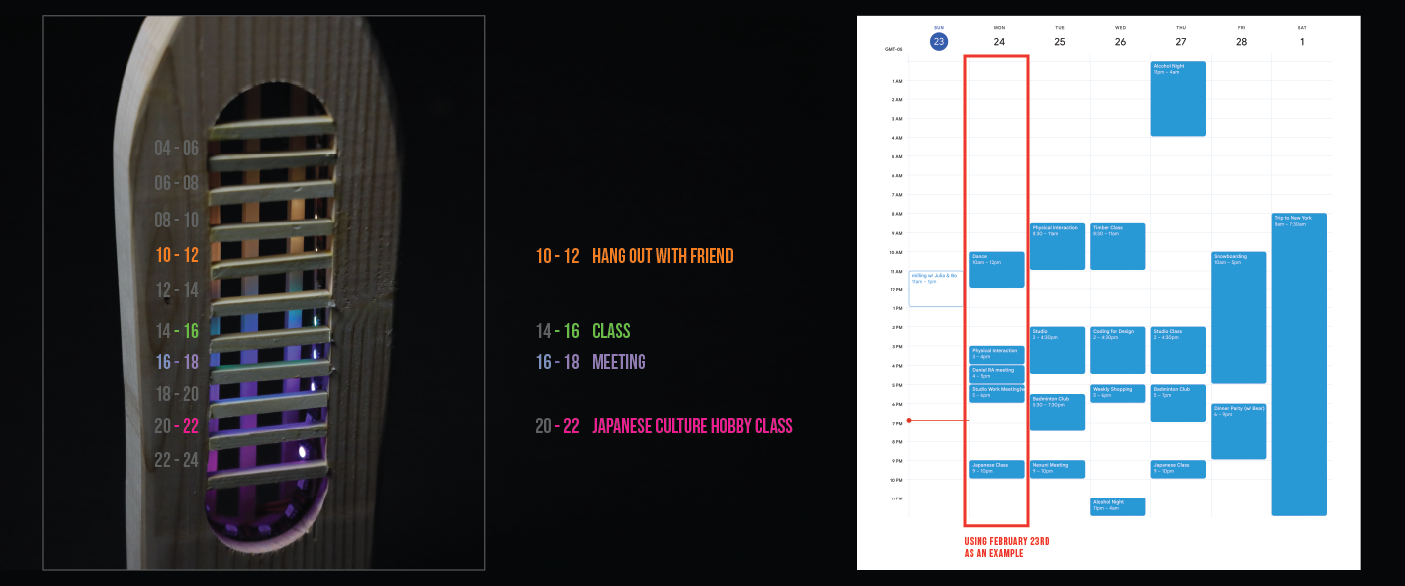 04 - 06
06 - 08
08 - 10
10 - 12
12 - 14
14 - 16
16 - 18
18 - 20
20 - 22
22 - 24
10 - 12 HANG OUT WITH FRIEND
14 - 16 CLASS
16 - 18 MEETING
20 - 22 JAPANESE CULTURE HOBBY CLASS
SUN MON TUE WED THU FRI SAT
23 24 25 26 27 28 1
GMT-05
1 AM
2 AM
3 AM
4 AM
5 AM
6 AM
7 AM
8 AM
9 AM
10 AM
11 AM
12 PM
1 PM
2 PM
3 PM
4 PM
5 PM
6 PM
7 PM
8 PM
9 PM
10 PM
milling w/ Julia & Bo
11am – 1pm
Dance
10am – 12pm
Physical Interaction
3 – 4pm
Daniel RA meeting
4 – 5pm
Studio Work Meeting
5 – 6pm
Japanese Class
9 – 10pm
Physical Interaction
8:30 – 11am
Studio
2 – 4:30pm
Badminton Club
5:30 – 7:30pm
Meeting
9 – 10pm
Timber Class
8:30 – 11am
Coding for Design
2 – 4:30pm
Weekly Shopping
5 – 6pm
Alcohol Night
11pm – 4am
Alcohol Night
11pm – 4am
Studio Class
2 – 4:30pm
Badminton Club
Japanese Class
9 – 10pm
Snowboarding
10am – 5pm
Dinner Party (w/ Bear)
6 – 9pm
Trip to New York
8am – 7:30am
USING FEBRUARY 23RD
AS AN EXAMPLE